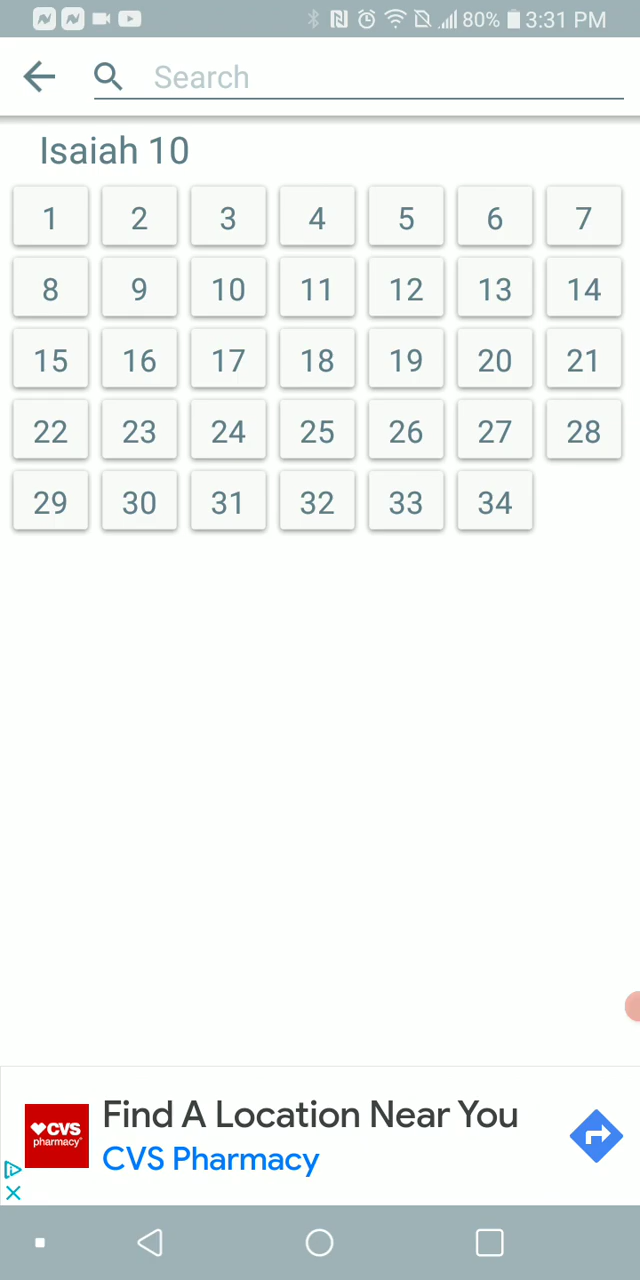 80% 3:31 PM
Search
Isaiah 10
1 2 3 4 5 6 7
8 9 10 11 12 13 14
15 16 17 18 19 20 21
22 23 24 25 26 27 28
29 30 31 32 33 34
Find A Location Near You
CVS pharmacy
CVS Pharmacy